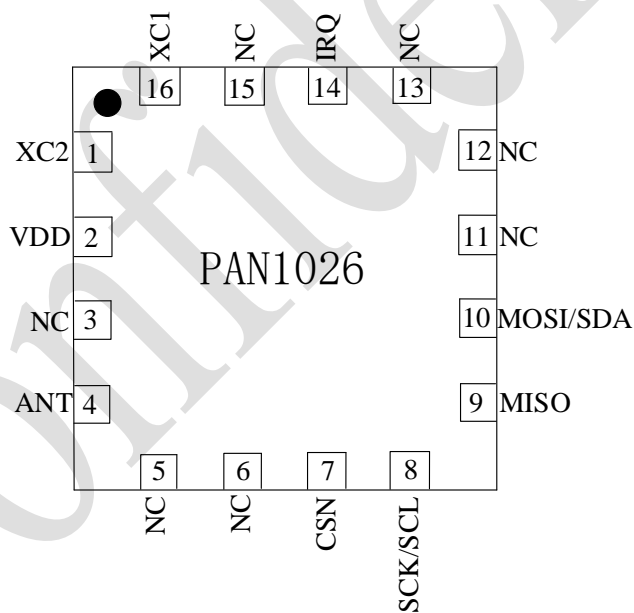 XC1
NC
IRQ
NC
16
15
14
13
XC2 1
12 NC
VDD 2
11 NC
PAN1026
NC 3
10 MOSI/SDA
ANT 4
9 MISO
5
6
7
8
NC
NC
CSN
SCK/SCL